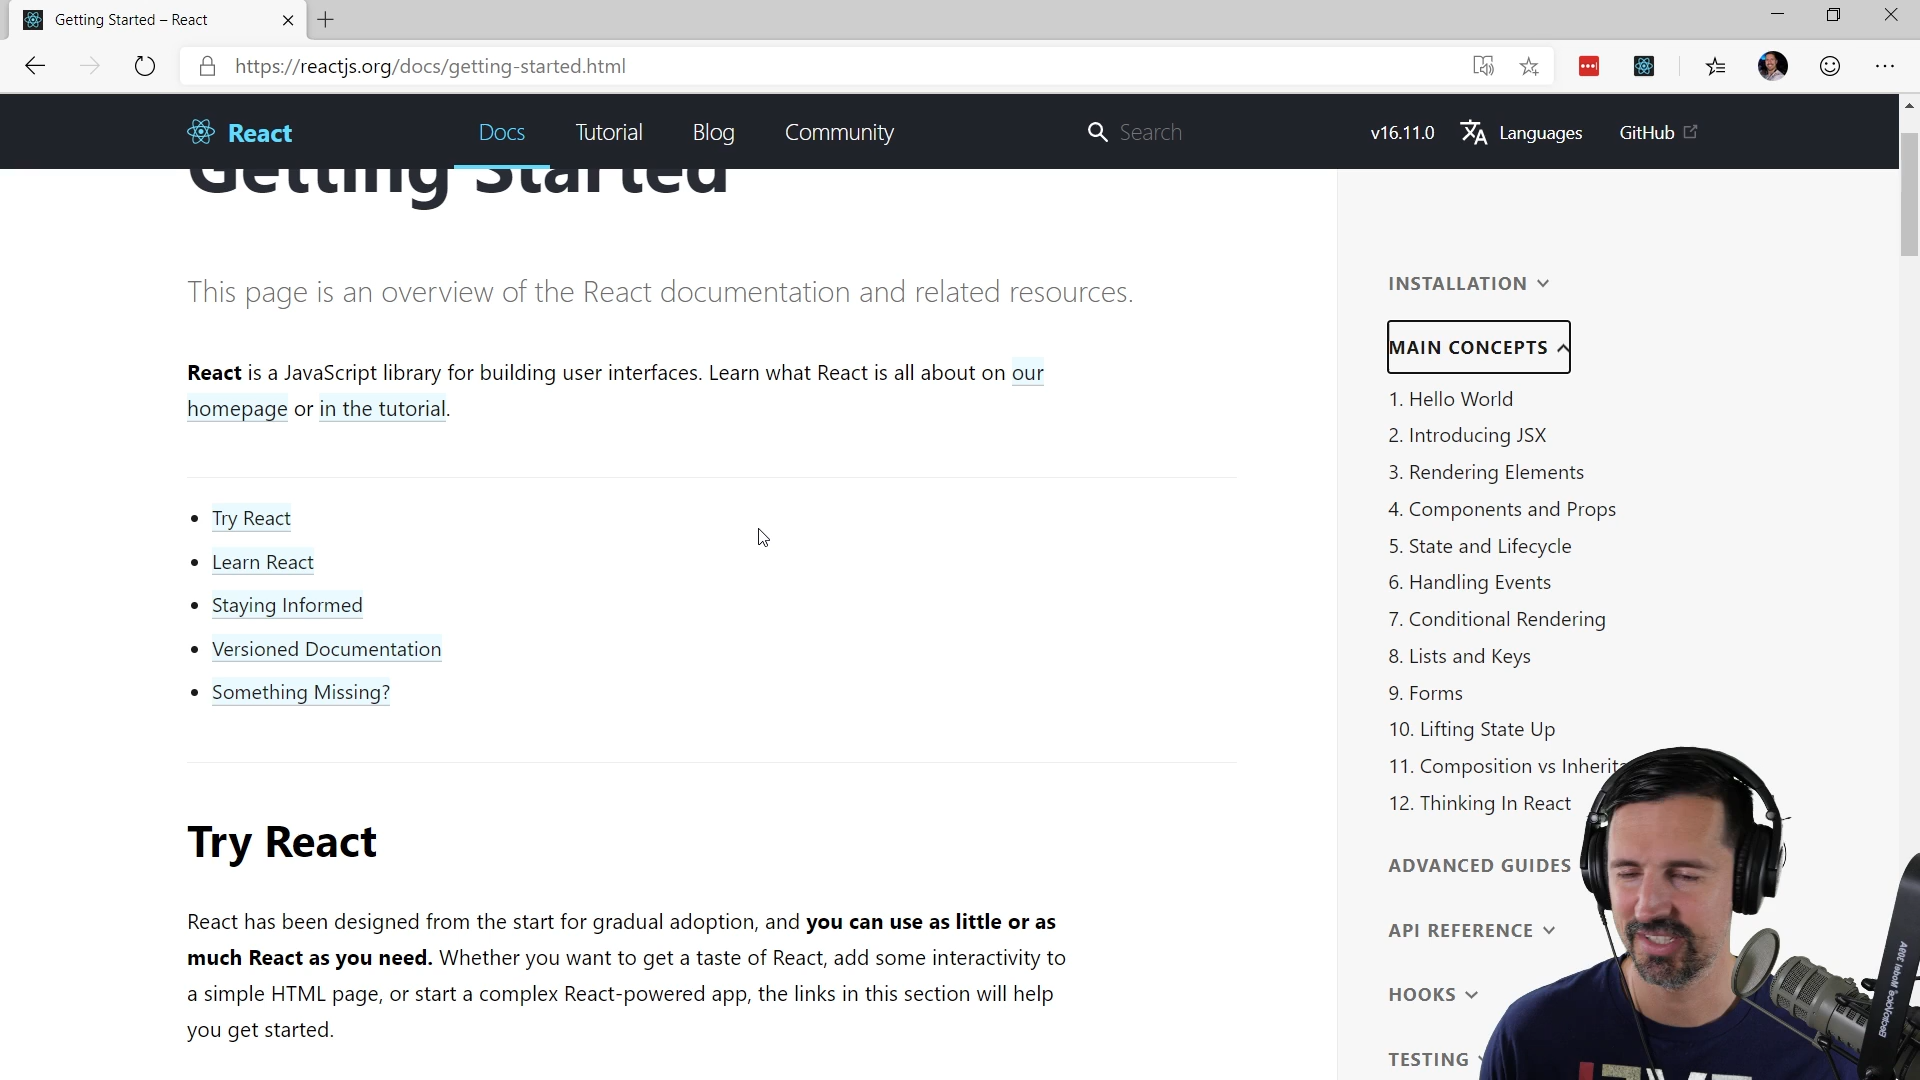 Getting Started – React
https://reactjs.org/docs/getting-started.html
React
Docs
Tutorial
Blog
Community
Search
v16.11.0
Languages
GitHub
Getting Started
This page is an overview of the React documentation and related resources.
React is a JavaScript library for building user interfaces. Learn what React is all about on our
homepage or in the tutorial.
Try React
Learn React
Staying Informed
Versioned Documentation
Something Missing?
Try React
React has been designed from the start for gradual adoption, and you can use as little or as
much React as you need. Whether you want to get a taste of React, add some interactivity to
a simple HTML page, or start a complex React-powered app, the links in this section will help
you get started.
INSTALLATION
MAIN CONCEPTS
1. Hello World
2. Introducing JSX
3. Rendering Elements
4. Components and Props
5. State and Lifecycle
6. Handling Events
7. Conditional Rendering
8. Lists and Keys
9. Forms
10. Lifting State Up
11. Composition vs Inherita
12. Thinking In React
ADVANCED GUIDES
API REFERENCE
HOOKS
TESTING